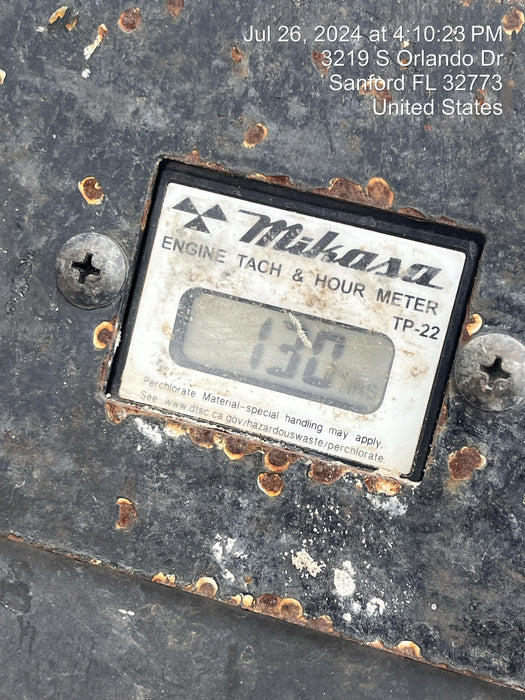 Jul 26, 2024 at 4:10:23 PM
3219 S Orlando Dr
Sanford FL 32773
United States
Mikasa
ENGINE TACH & HOUR METER
TP-22
130
Perchlorate Material-special handling may apply.
See www.dtsc.ca.gov/hazardouswaste/perchlorate.